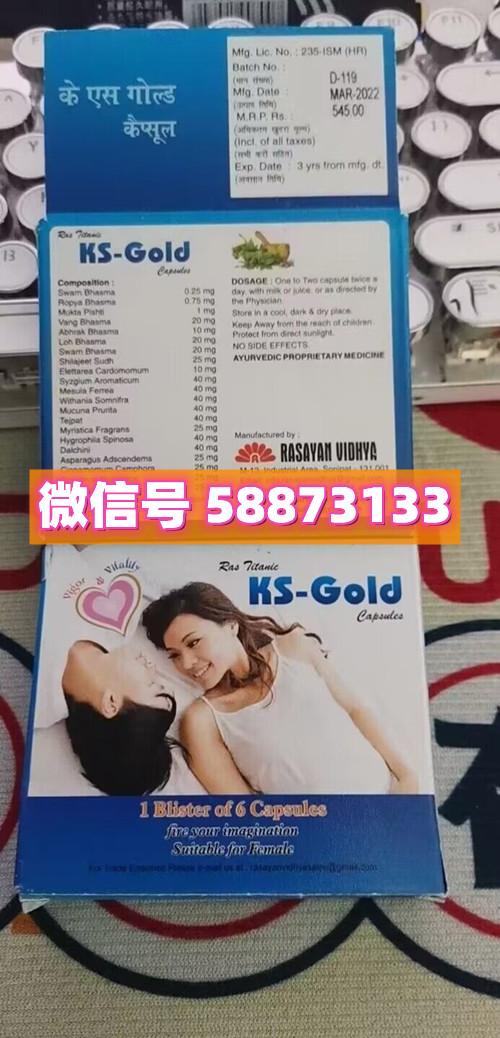 के एस गोल्ड
कैप्सूल
Mfg. Lic. No. : 235-ISM (HR)
Batch No. :
D-119
Mfg. Date :
MAR-2022
M.R.P. Rs. :
545.00
(Incl. of all taxes)
(सभी करों सहित)
Exp. Date : 3 yrs from mfg. dt.
Ras Titanic
KS-Gold
Capsules
Composition :
Swarn Bhasma 0.25 mg
Ropya Bhasma 0.75 mg
Mukta Pishti 1 mg
Vang Bhasma 20 mg
Abhrak Bhasma 10 mg
Loh Bhasma 20 mg
Swarn Bhasma 20 mg
Shilajeet Sudh 25 mg
Elettarea Cardomomum 10 mg
Syzgium Aromaticum 40 mg
Mesula Ferrea 40 mg
Withania Somnifra 40 mg
Mucuna Prurita 40 mg
Tejpat 40 mg
Myristica Fragrans 25 mg
Hygrophila Spinosa 40 mg
Dalchini 40 mg
Asparagus Adscendems 25 mg
DOSAGE : One to Two capsule twice a
day, with milk or juice. or as directed by
the Physician
Store in a cool, dark & dry place.
Keep Away from the reach of children
Protect from direct sunlight.
NO SIDE EFFECTS.
AYURVEDIC PROPRIETARY MEDICINE
Manufactured by :
RASAYAN VIDHYA
微信号 58873133
Vigor & Vitality
Ras Titanic
KS-Gold
Capsules
1 Blister of 6 Capsules
fire your imagination
Suitable for Female